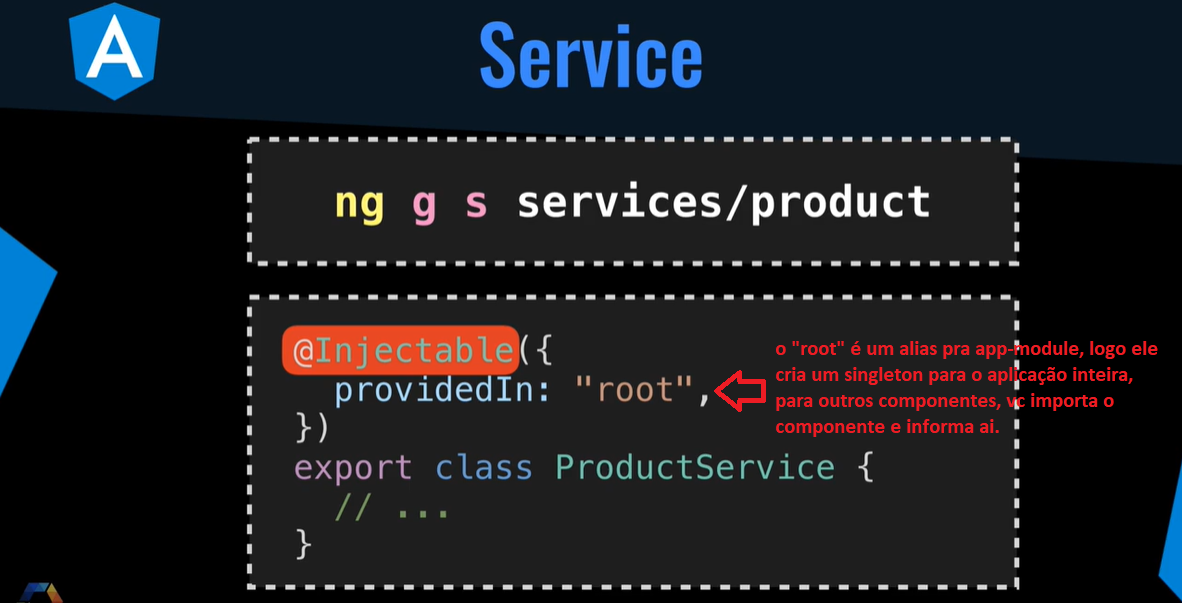 A
Service
ng g s services/product
@Injectable({
providedIn: "root",
})
export class ProductService {
// ...
}
o "root" é um alias pra app-module, logo ele
cria um singleton para o aplicação inteira,
para outros componentes, vc importa o
componente e informa ai.